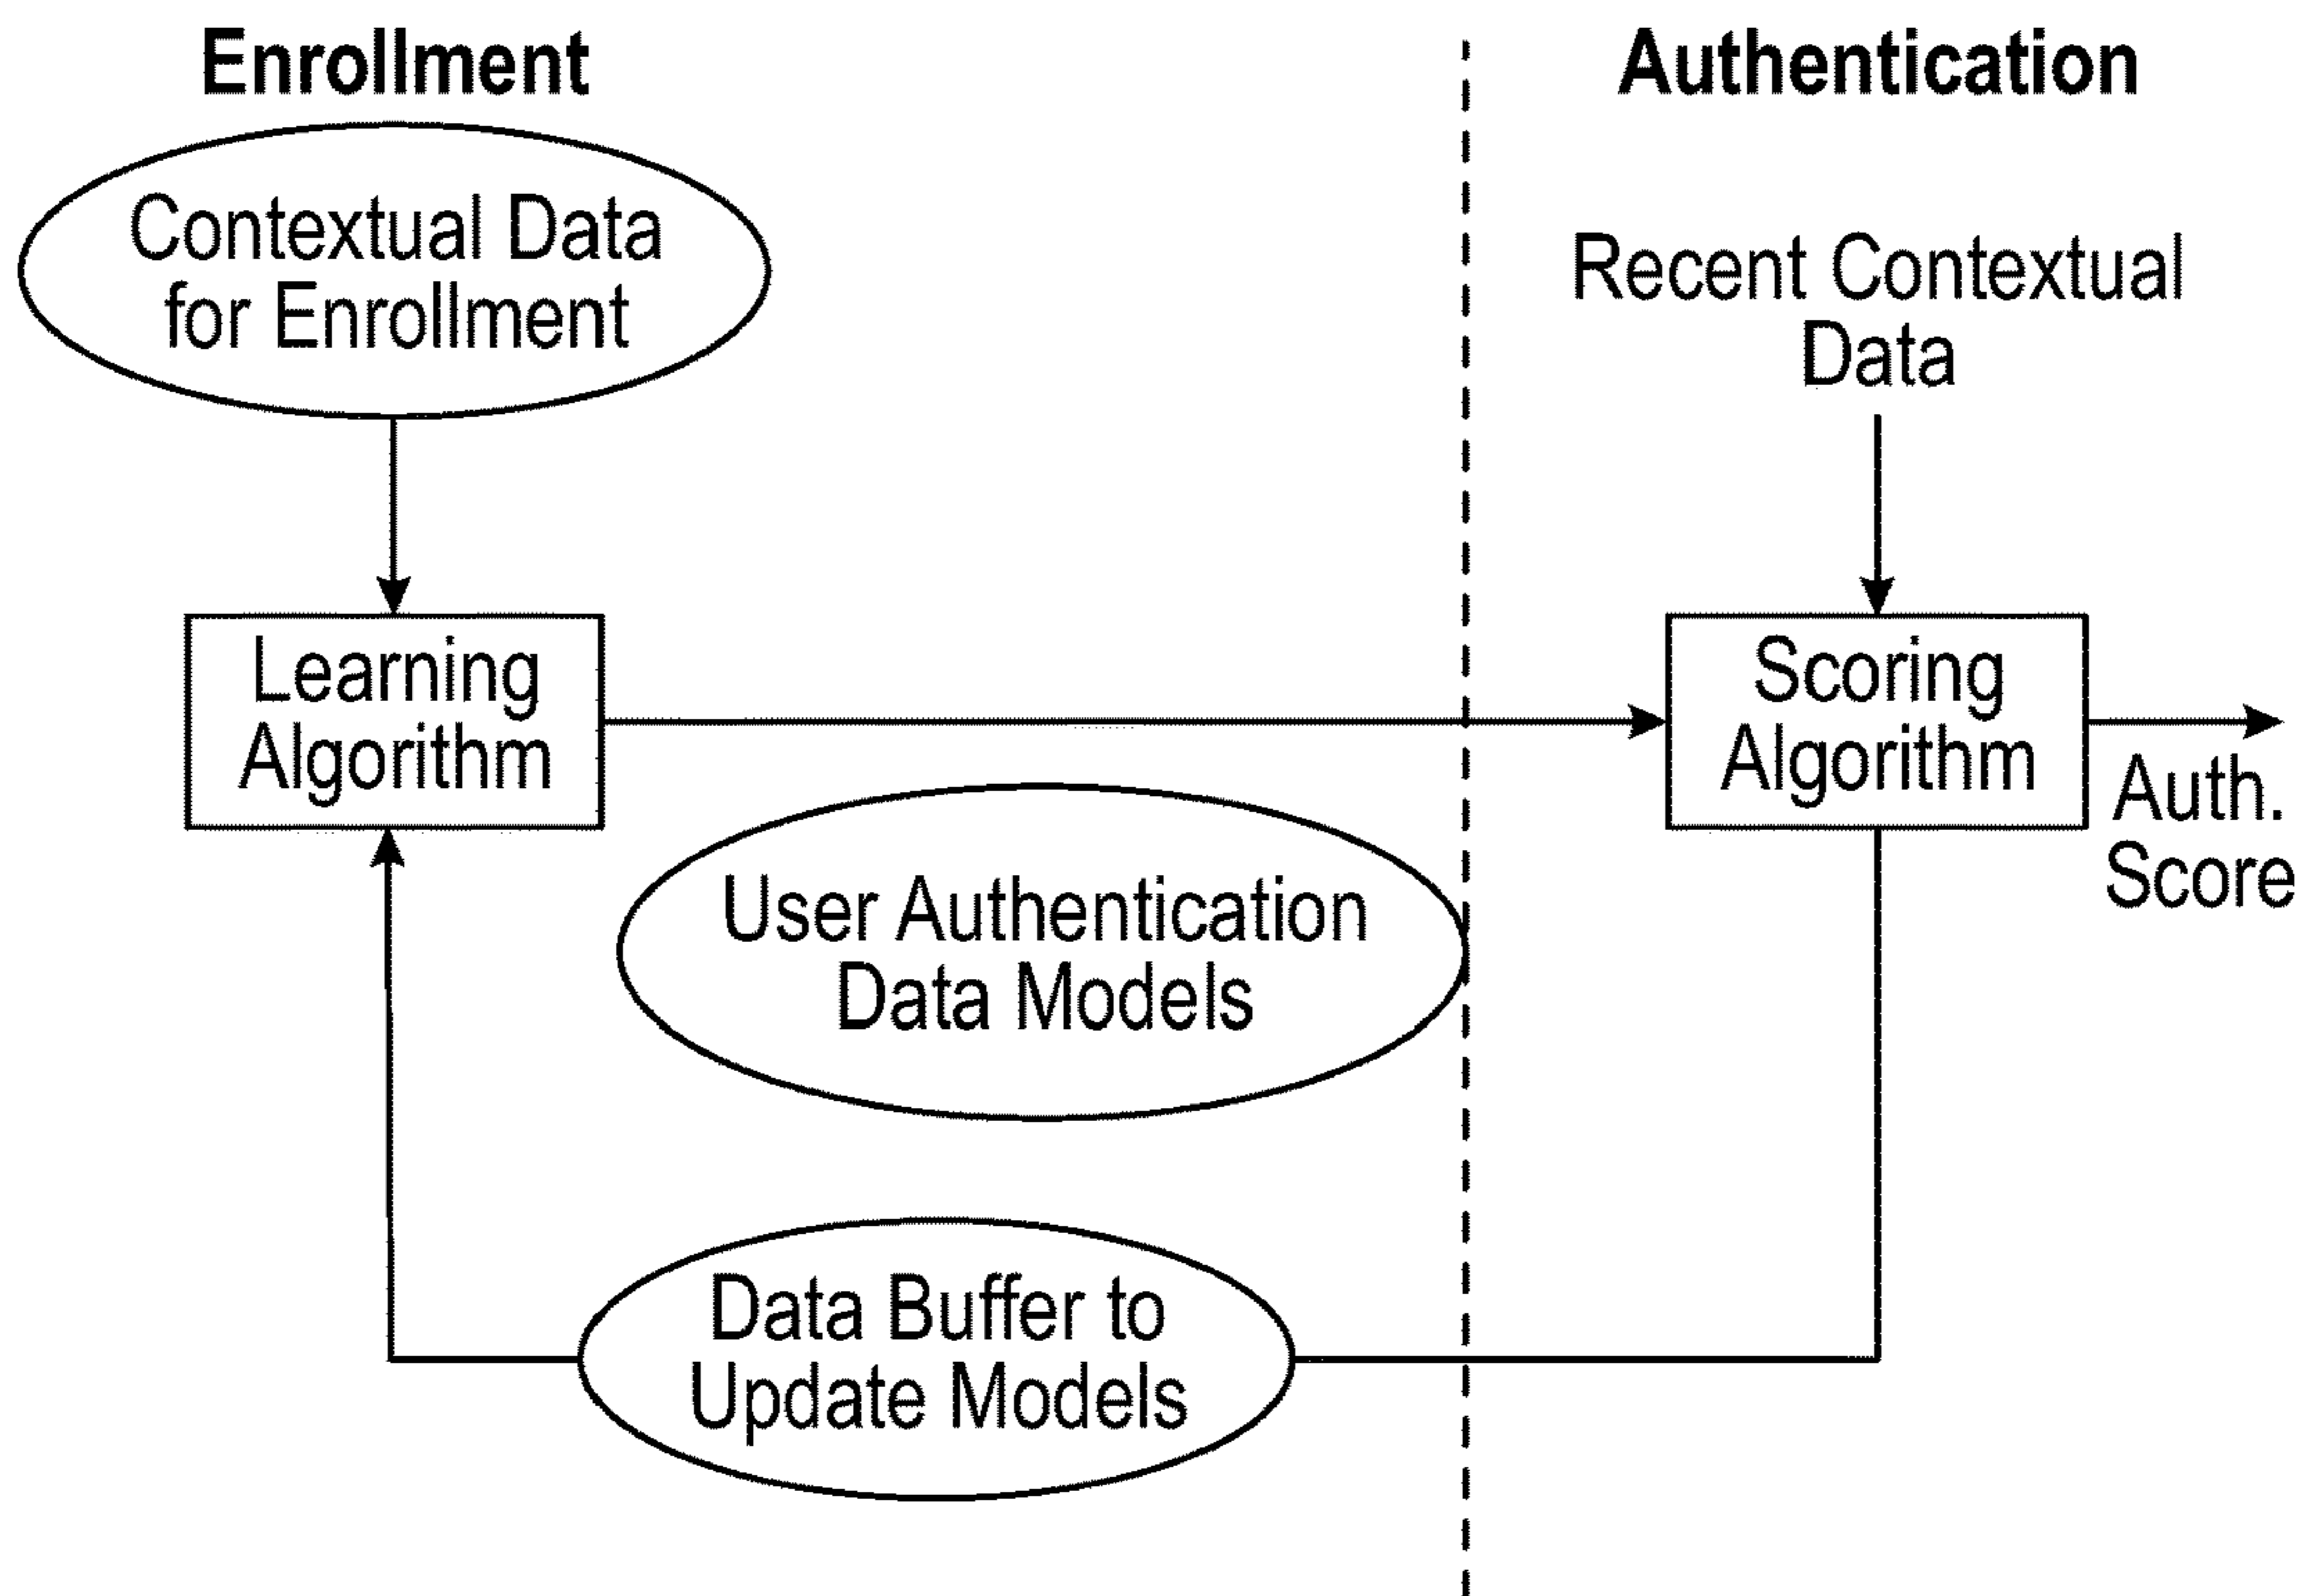 Enrollment
Authentication
Contextual Data
for Enrollment
Recent Contextual
Data
Learning
Algorithm
Scoring
Algorithm
Auth.
Score
User Authentication
Data Models
Data Buffer to
Update Models